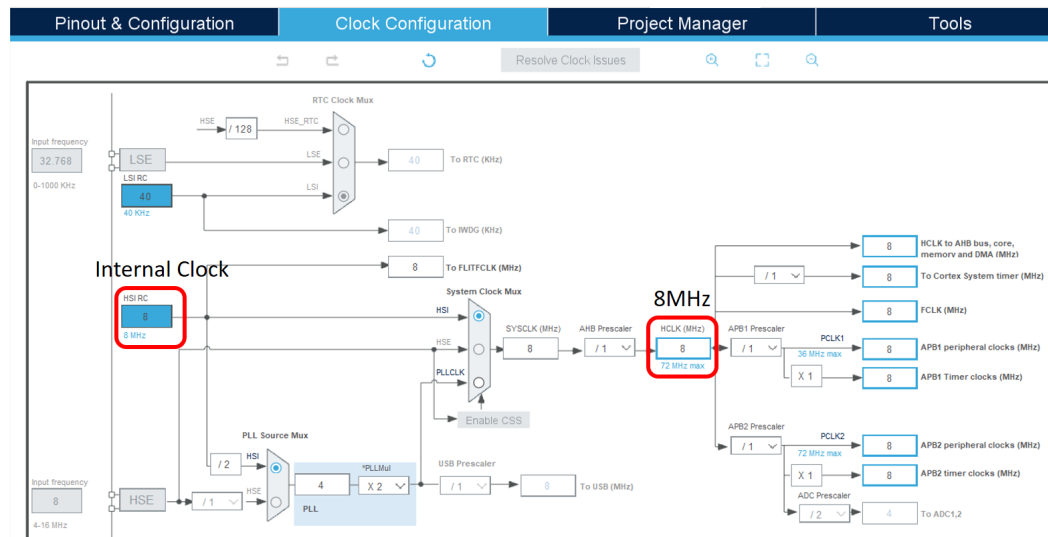 Pinout & Configuration
Clock Configuration
Project Manager
Tools
Resolve Clock Issues
RTC Clock Mux
HSE
/ 128
HSE_RTC
Input frequency
32.768
0-1000 KHz
LSE
LSE
40
To RTC (KHz)
LSI RC
40
40 KHz
LSI
40
To IWDG (KHz)
Internal Clock
8
To FLITFCLK (MHz)
HSI RC
8
8 MHz
System Clock Mux
HSI
HSE
PLLCLK
SYSCLK (MHz)
8
AHB Prescaler
/ 1
8MHz
HCLK (MHz)
8
72 MHz max
8
HCLK to AHB bus, core,
memory and DMA (MHz)
/ 1
8
To Cortex System timer (MHz)
8
FCLK (MHz)
APB1 Prescaler
/ 1
PCLK1
36 MHz max
8
APB1 peripheral clocks (MHz)
X 1
8
APB1 Timer clocks (MHz)
Enable CSS
APB2 Prescaler
/ 1
PCLK2
72 MHz max
8
APB2 peripheral clocks (MHz)
X 1
8
APB2 timer clocks (MHz)
ADC Prescaler
/ 2
4
To ADC1,2
PLL Source Mux
/ 2
HSI
HSE
4
*PLLMul
X 2
PLL
USB Prescaler
/ 1
8
To USB (MHz)
Input frequency
8
4-16 MHz
HSE
/ 1